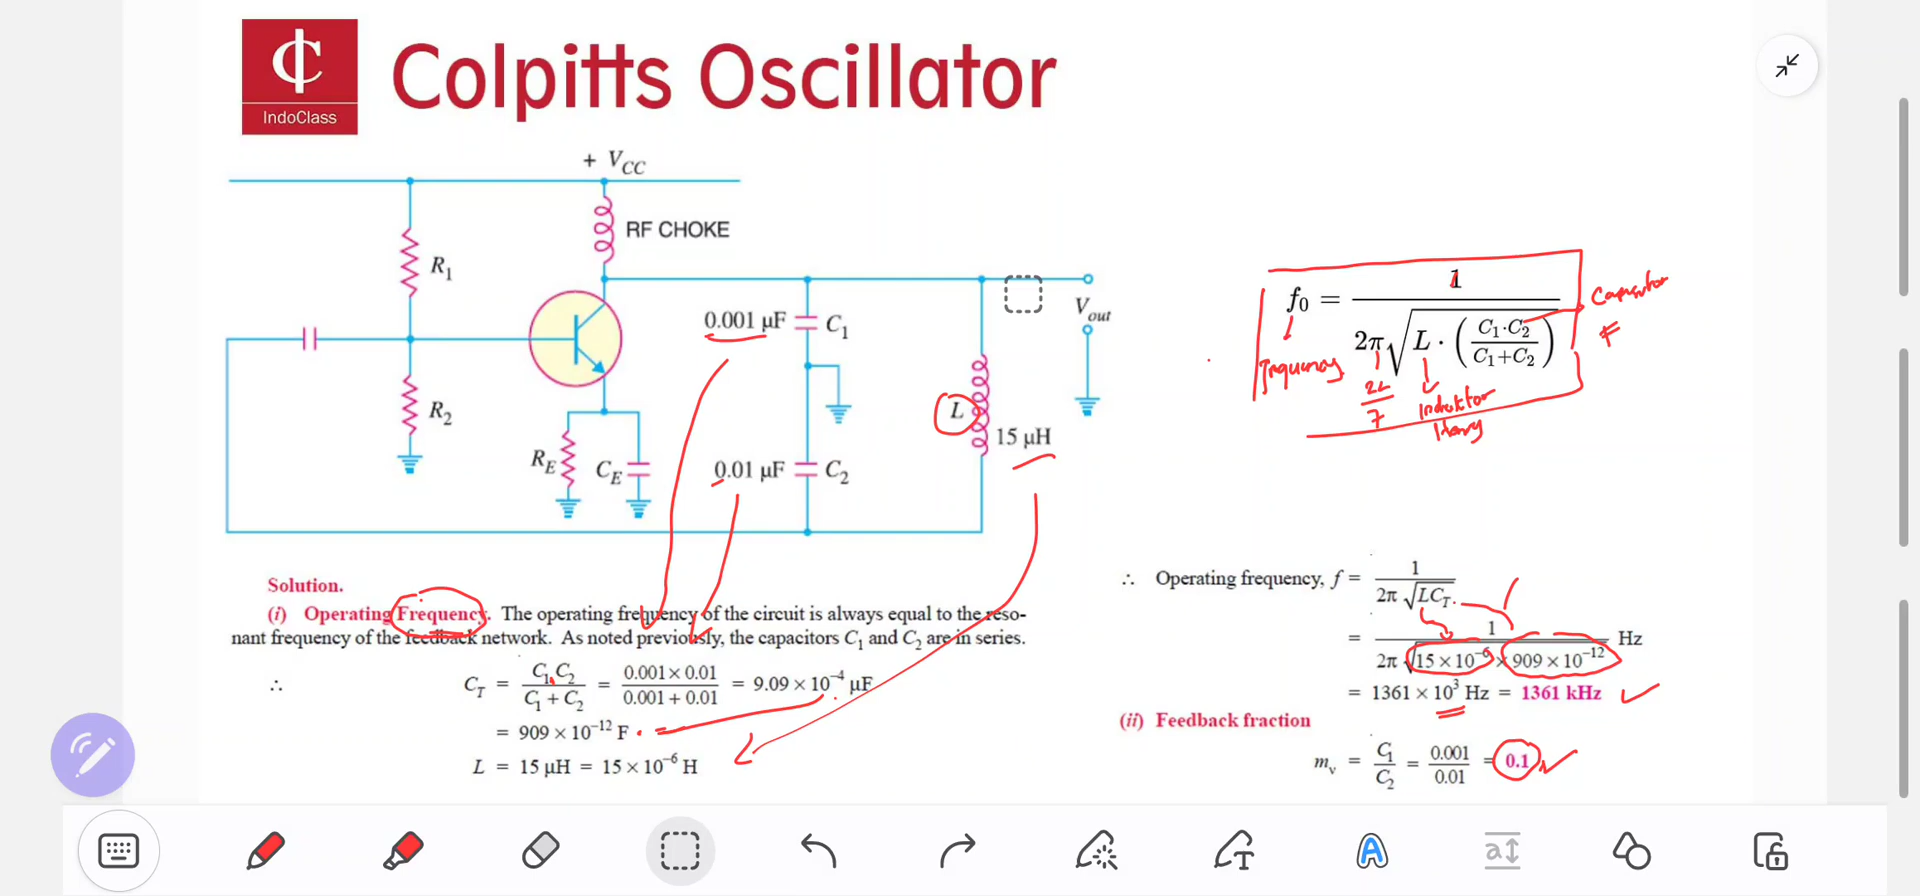 ₵
IndoClass
Colpitts Oscillator
+ VCC
RF CHOKE
R1
R2
RE
CE
0.001 μF
C1
0.01 μF
C2
L
15 μH
Vout
f0 = 1 / 2π√(L · (C1·C2 / C1+C2))
Capasitor
F
Frequency
22
7
Induktor
Henry
Solution.
(i) Operating Frequency. The operating frequency of the circuit is always equal to the reso-
nant frequency of the feedback network. As noted previously, the capacitors C1 and C2 are in series.
∴ CT = C1 C2 / C1 + C2 = 0.001 × 0.01 / 0.001 + 0.01 = 9.09 × 10⁻⁴ μF
= 909 × 10⁻¹² F
L = 15 μH = 15 × 10⁻⁶ H
∴ Operating frequency, f = 1 / 2π √LCT
= 1 / 2π √15 × 10⁻⁶ × 909 × 10⁻¹² Hz
= 1361 × 10³ Hz = 1361 kHz
(ii) Feedback fraction
mv = C1 / C2 = 0.001 / 0.01 = 0.1
T
A
a